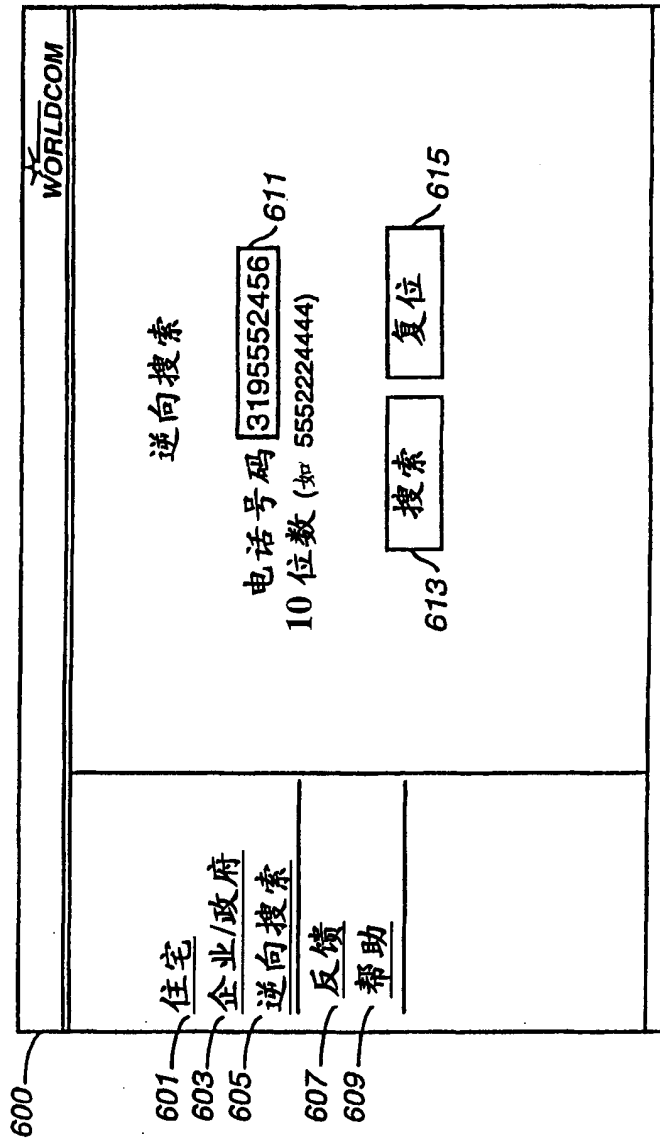 600
WORLDCOM
601 住宅
603 企业/政府
605 逆向搜索
607 反馈
609 帮助
逆向搜索
电话号码 3195552456 611
10 位数 (如 5552224444)
搜索 复位
613 615